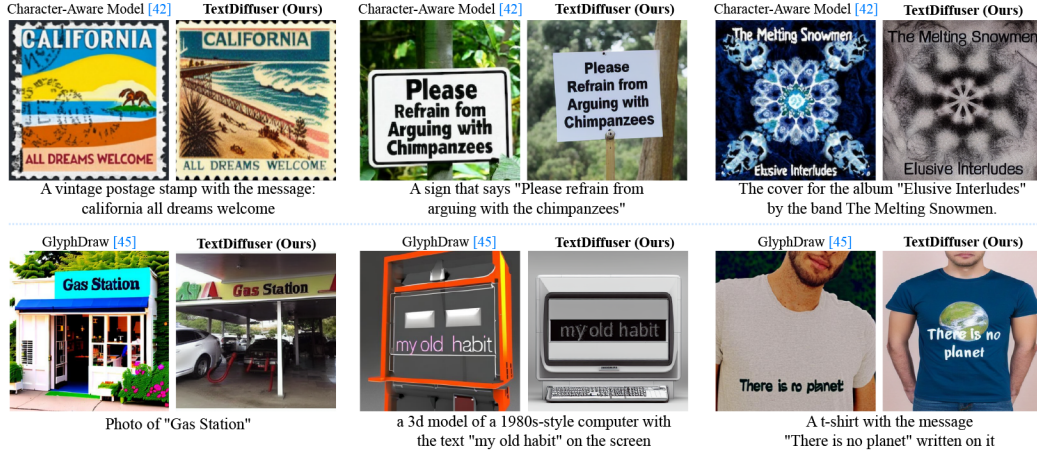 Character-Aware Model [42] TextDiffuser (Ours) Character-Aware Model [42] TextDiffuser (Ours) Character-Aware Model [42] TextDiffuser (Ours)
CALIFORNIA
ALL DREAMS WELCOME
CALIFORNIA
ALL DREAMS WELCOME
Please
Refrain fom
Arguing with
Chimpanzees
Please
Refrain from
Arguing with
Chimpanzees
The Melting Snowmen
Elusive Interludes
The Melting Snowmen
Elusive Interludes
A vintage postage stamp with the message:
california all dreams welcome
A sign that says "Please refrain from
arguing with the chimpanzees"
The cover for the album "Elusive Interludes"
by the band The Melting Snowmen.
GlyphDraw [45] TextDiffuser (Ours) GlyphDraw [45] TextDiffuser (Ours) GlyphDraw [45] TextDiffuser (Ours)
Gas Station
Gas Station
my old habit
my old habit
There is no planet
There is no
planet
Photo of "Gas Station"
a 3d model of a 1980s-style computer with
the text "my old habit" on the screen
A t-shirt with the message
"There is no planet" written on it